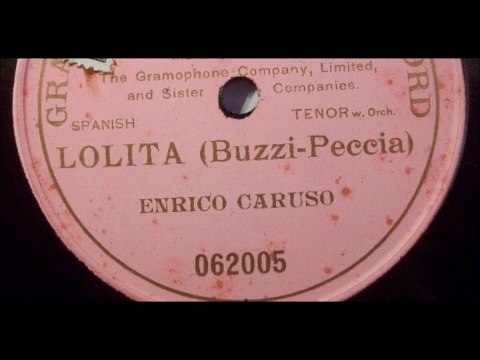 GRA
ORD
The Gramophone Company, Limited,
and Sister Companies.
SPANISH TENOR w. Orch.
LOLITA (Buzzi-Peccia)
ENRICO CARUSO
062005